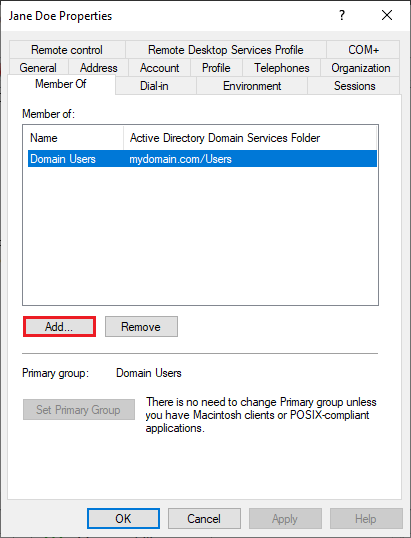 Jane Doe Properties ? ×
Remote control Remote Desktop Services Profile COM+
General Address Account Profile Telephones Organization
Member Of Dial-in Environment Sessions
Member of:
Name Active Directory Domain Services Folder
Domain Users mydomain.com/Users
Add... Remove
Primary group: Domain Users
Set Primary Group There is no need to change Primary group unless
you have Macintosh clients or POSIX-compliant
applications.
OK Cancel Apply Help